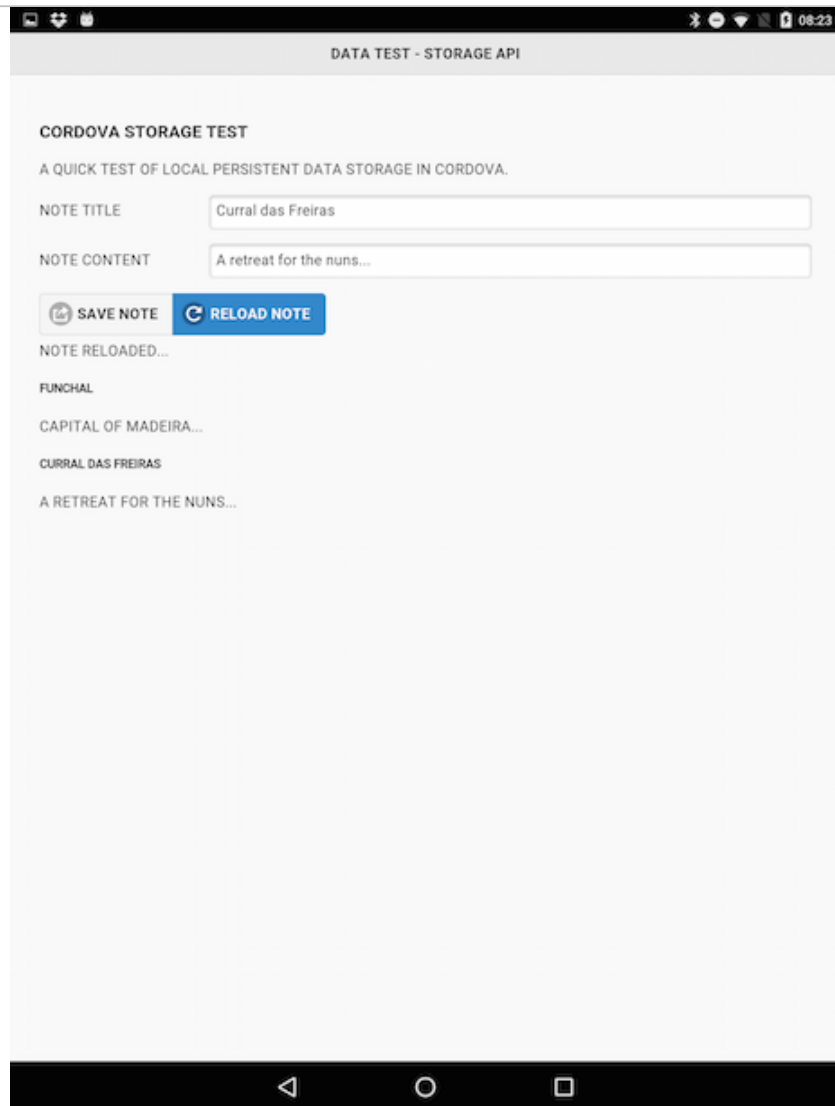 08:23
DATA TEST - STORAGE API
CORDOVA STORAGE TEST
A QUICK TEST OF LOCAL PERSISTENT DATA STORAGE IN CORDOVA.
NOTE TITLE Curral das Freiras
NOTE CONTENT A retreat for the nuns...
SAVE NOTE RELOAD NOTE
NOTE RELOADED...
FUNCHAL
CAPITAL OF MADEIRA...
CURRAL DAS FREIRAS
A RETREAT FOR THE NUNS...